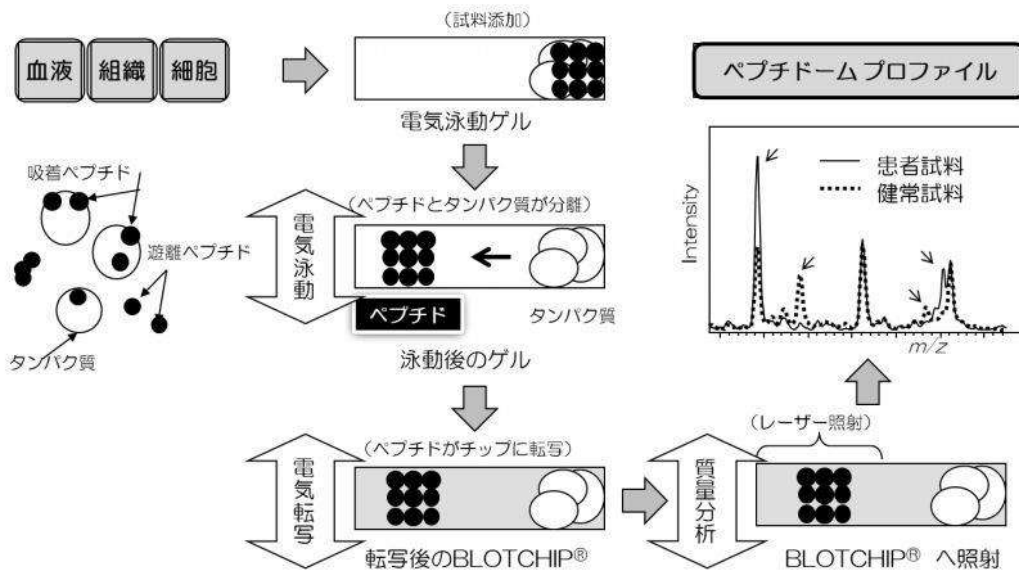 血液 組織 細胞
（試料添加）
電気泳動ゲル
吸着ペプチド
遊離ペプチド
タンパク質
電気泳動
（ペプチドとタンパク質が分離）
ペプチド
タンパク質
泳動後のゲル
電気転写
（ペプチドがチップに転写）
転写後のBLOTCHIP®
質量分析
（レーザー照射）
BLOTCHIP® へ照射
ペプチドーム プロファイル
患者試料
健常試料
Intensity
m/z